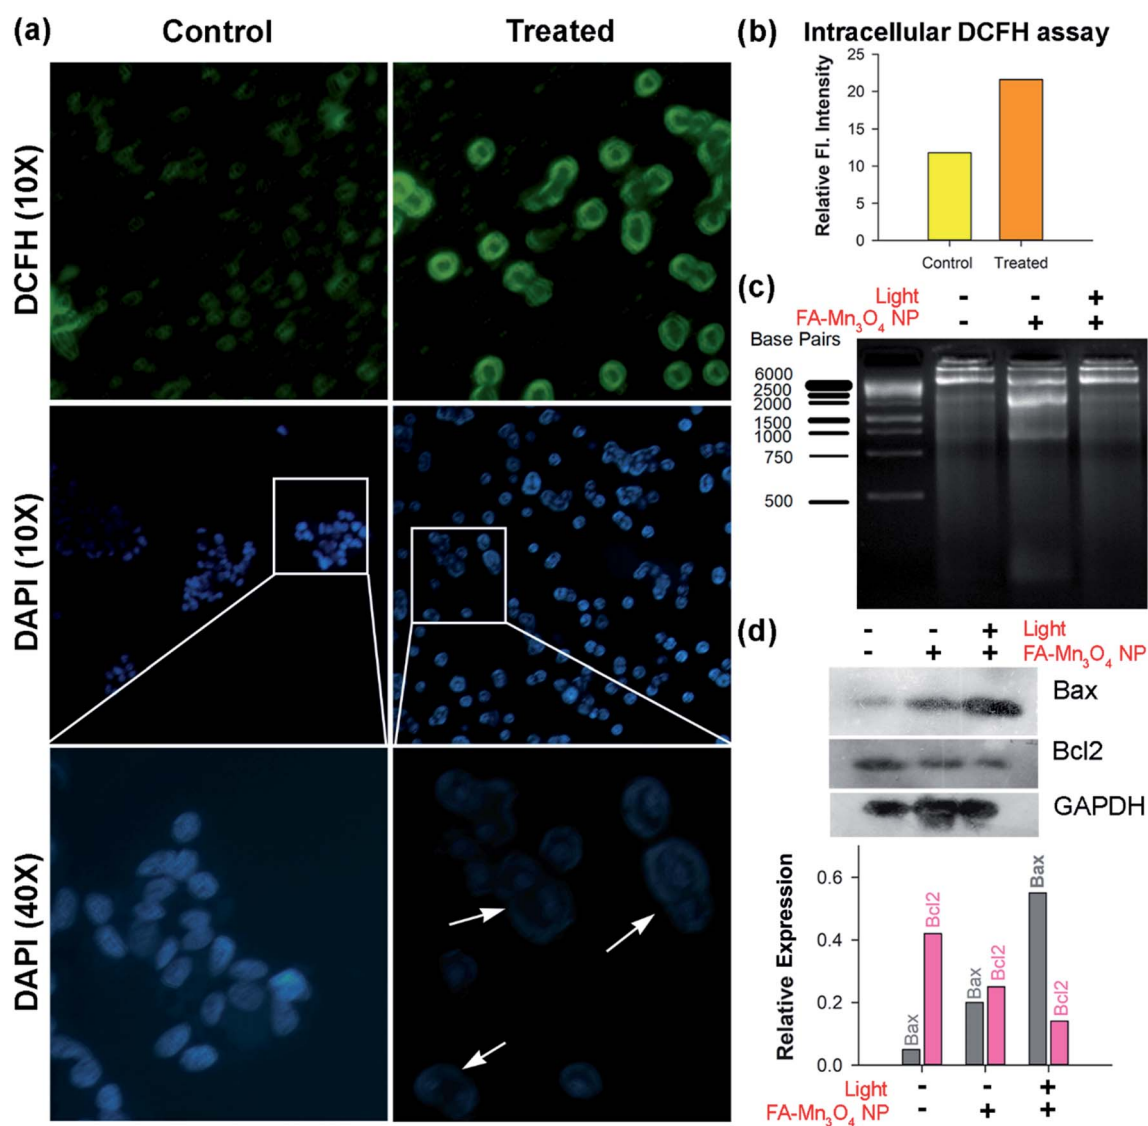 (a)
Control
Treated
DCFH (10X)
DAPI (10X)
DAPI (40X)
(b)
Intracellular DCFH assay
Relative Fl. Intensity
25
20
15
10
5
0
Control
Treated
(c)
Light - - +
FA-Mn₃O₄ NP - + +
Base Pairs
6000
2500
2000
1500
1000
750
500
(d)
- - + Light
- + + FA-Mn₃O₄ NP
Bax
Bcl2
GAPDH
Relative Expression
0.6
0.4
0.2
0.0
Bax
Bcl2
Bax
Bcl2
Bax
Bcl2
Light - - +
FA-Mn₃O₄ NP - + +